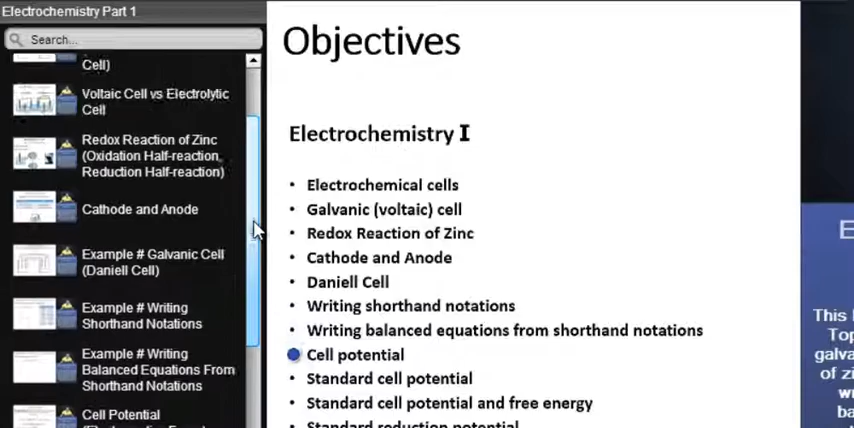 Electrochemistry Part 1
Search...
Cell)
Voltaic Cell vs Electrolytic
Cell
Redox Reaction of Zinc
(Oxidation Half-reaction,
Reduction Half-reaction)
Cathode and Anode
Example # Galvanic Cell
(Daniell Cell)
Example # Writing
Shorthand Notations
Example # Writing
Balanced Equations From
Shorthand Notations
Cell Potential
Objectives
Electrochemistry I
• Electrochemical cells
• Galvanic (voltaic) cell
• Redox Reaction of Zinc
• Cathode and Anode
• Daniell Cell
• Writing shorthand notations
• Writing balanced equations from shorthand notations
Cell potential
• Standard cell potential
• Standard cell potential and free energy
• Standard reduction potential
E
This
Top
galva
of zi
w
ba